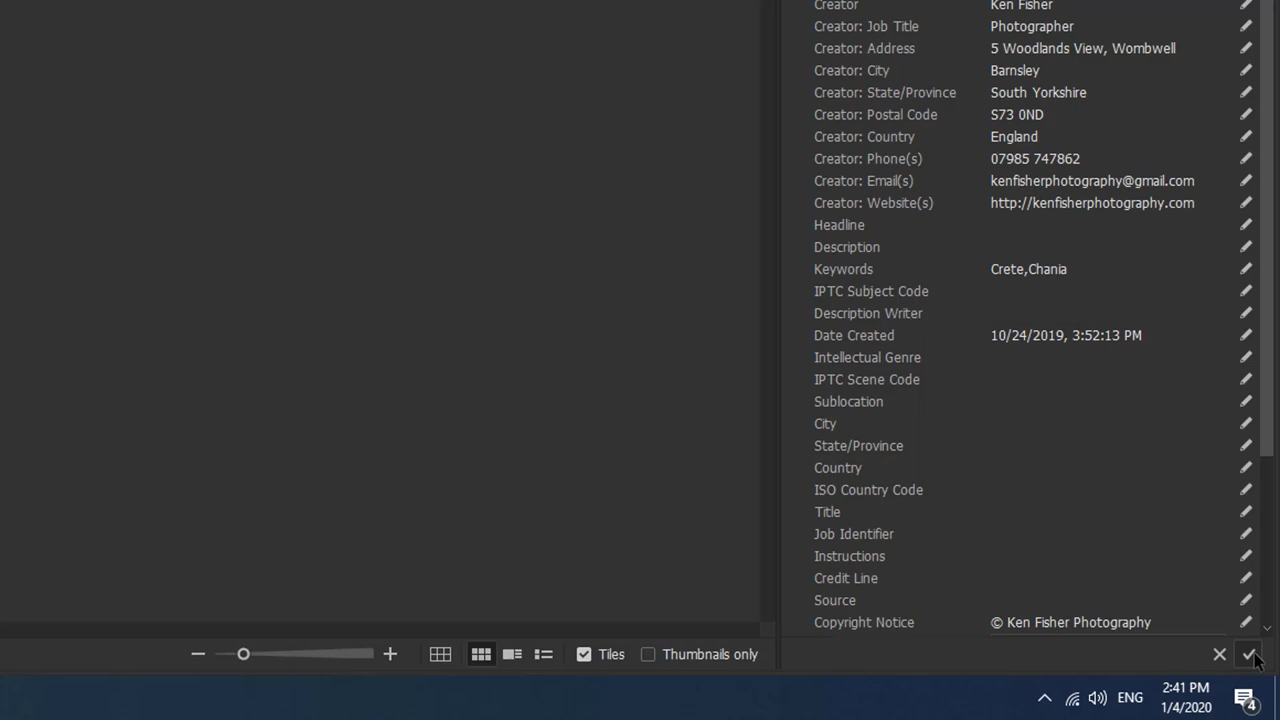 Creator Ken Fisher
Creator: Job Title Photographer
Creator: Address 5 Woodlands View, Wombwell
Creator: City Barnsley
Creator: State/Province South Yorkshire
Creator: Postal Code S73 0ND
Creator: Country England
Creator: Phone(s) 07985 747862
Creator: Email(s) kenfisherphotography@gmail.com
Creator: Website(s) http://kenfisherphotography.com
Headline
Description
Keywords Crete,Chania
IPTC Subject Code
Description Writer
Date Created 10/24/2019, 3:52:13 PM
Intellectual Genre
IPTC Scene Code
Sublocation
City
State/Province
Country
ISO Country Code
Title
Job Identifier
Instructions
Credit Line
Source
Copyright Notice © Ken Fisher Photography
Tiles Thumbnails only
ENG 2:41 PM 4
1/4/2020